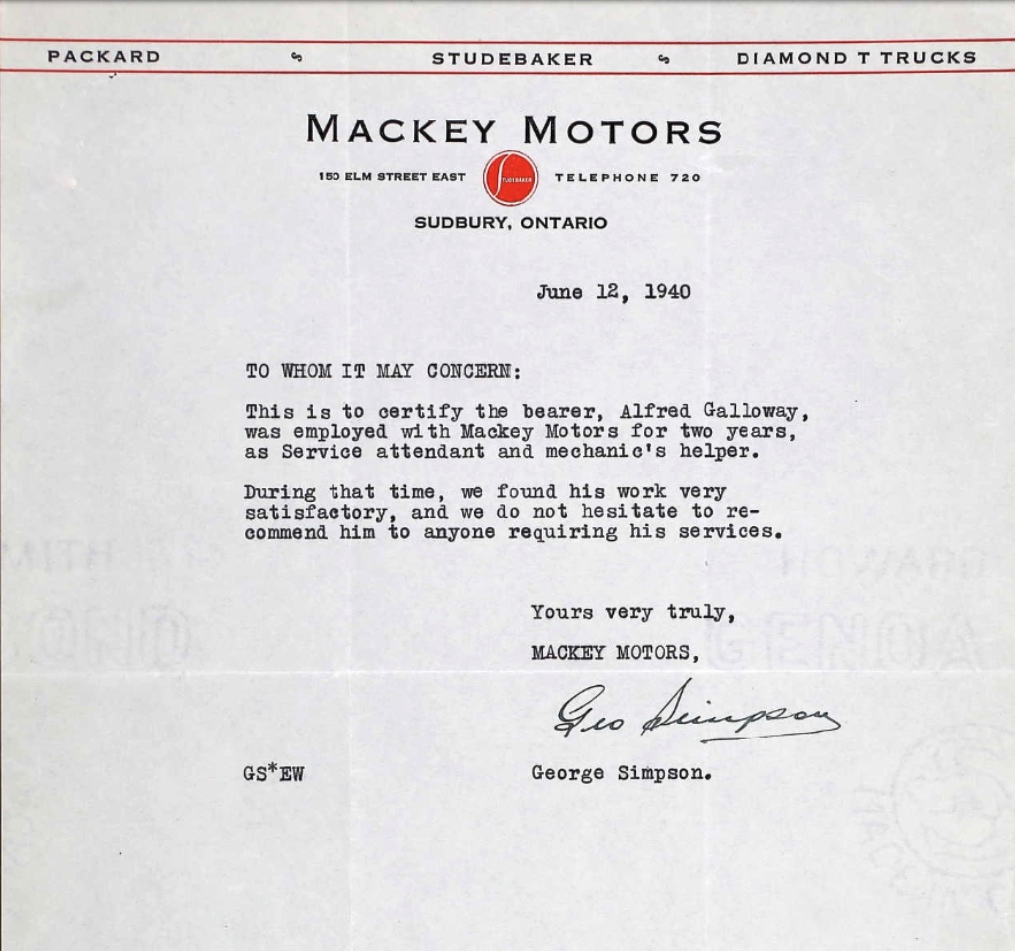 PACKARD STUDEBAKER DIAMOND T TRUCKS
MACKEY MOTORS
150 ELM STREET EAST STUDEBAKER TELEPHONE 720
SUDBURY, ONTARIO
June 12, 1940
TO WHOM IT MAY CONCERN:
This is to certify the bearer, Alfred Galloway,
was employed with Mackey Motors for two years,
as Service attendant and mechanic's helper.
During that time, we found his work very
satisfactory, and we do not hesitate to re-
commend him to anyone requiring his services.
Yours very truly,
MACKEY MOTORS,
Geo Simpson
GS*EW George Simpson.